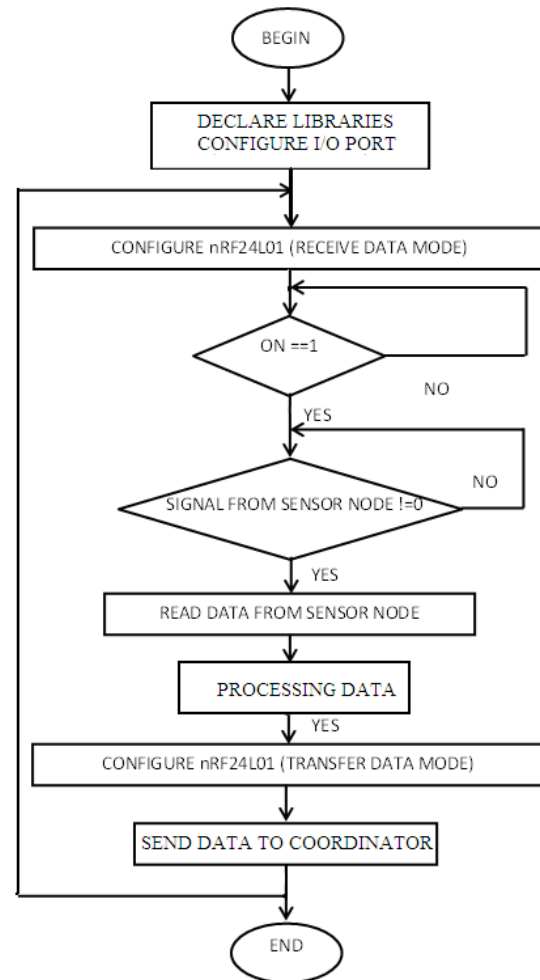 BEGIN
DECLARE LIBRARIES
CONFIGURE I/O PORT
CONFIGURE nRF24L01 (RECEIVE DATA MODE)
ON ==1
NO
YES
SIGNAL FROM SENSOR NODE !=0
NO
YES
READ DATA FROM SENSOR NODE
PROCESSING DATA
YES
CONFIGURE nRF24L01 (TRANSFER DATA MODE)
SEND DATA TO COORDINATOR
END